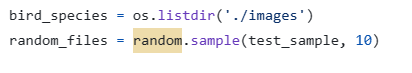 bird_species = os.listdir('./images')
random_files = random.sample(test_sample, 10)